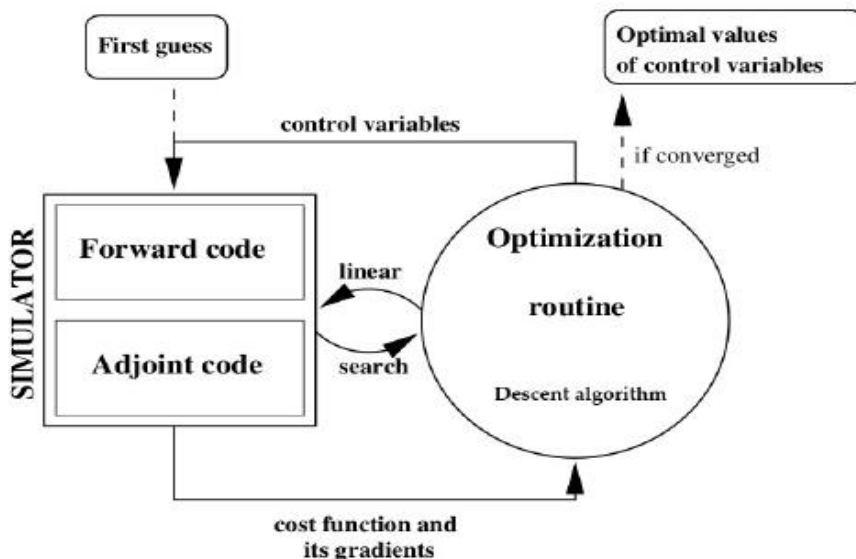 First guess
Optimal values
of control variables
control variables
if converged
SIMULATOR
Forward code
Adjoint code
linear
search
Optimization
routine
Descent algorithm
cost function and
its gradients